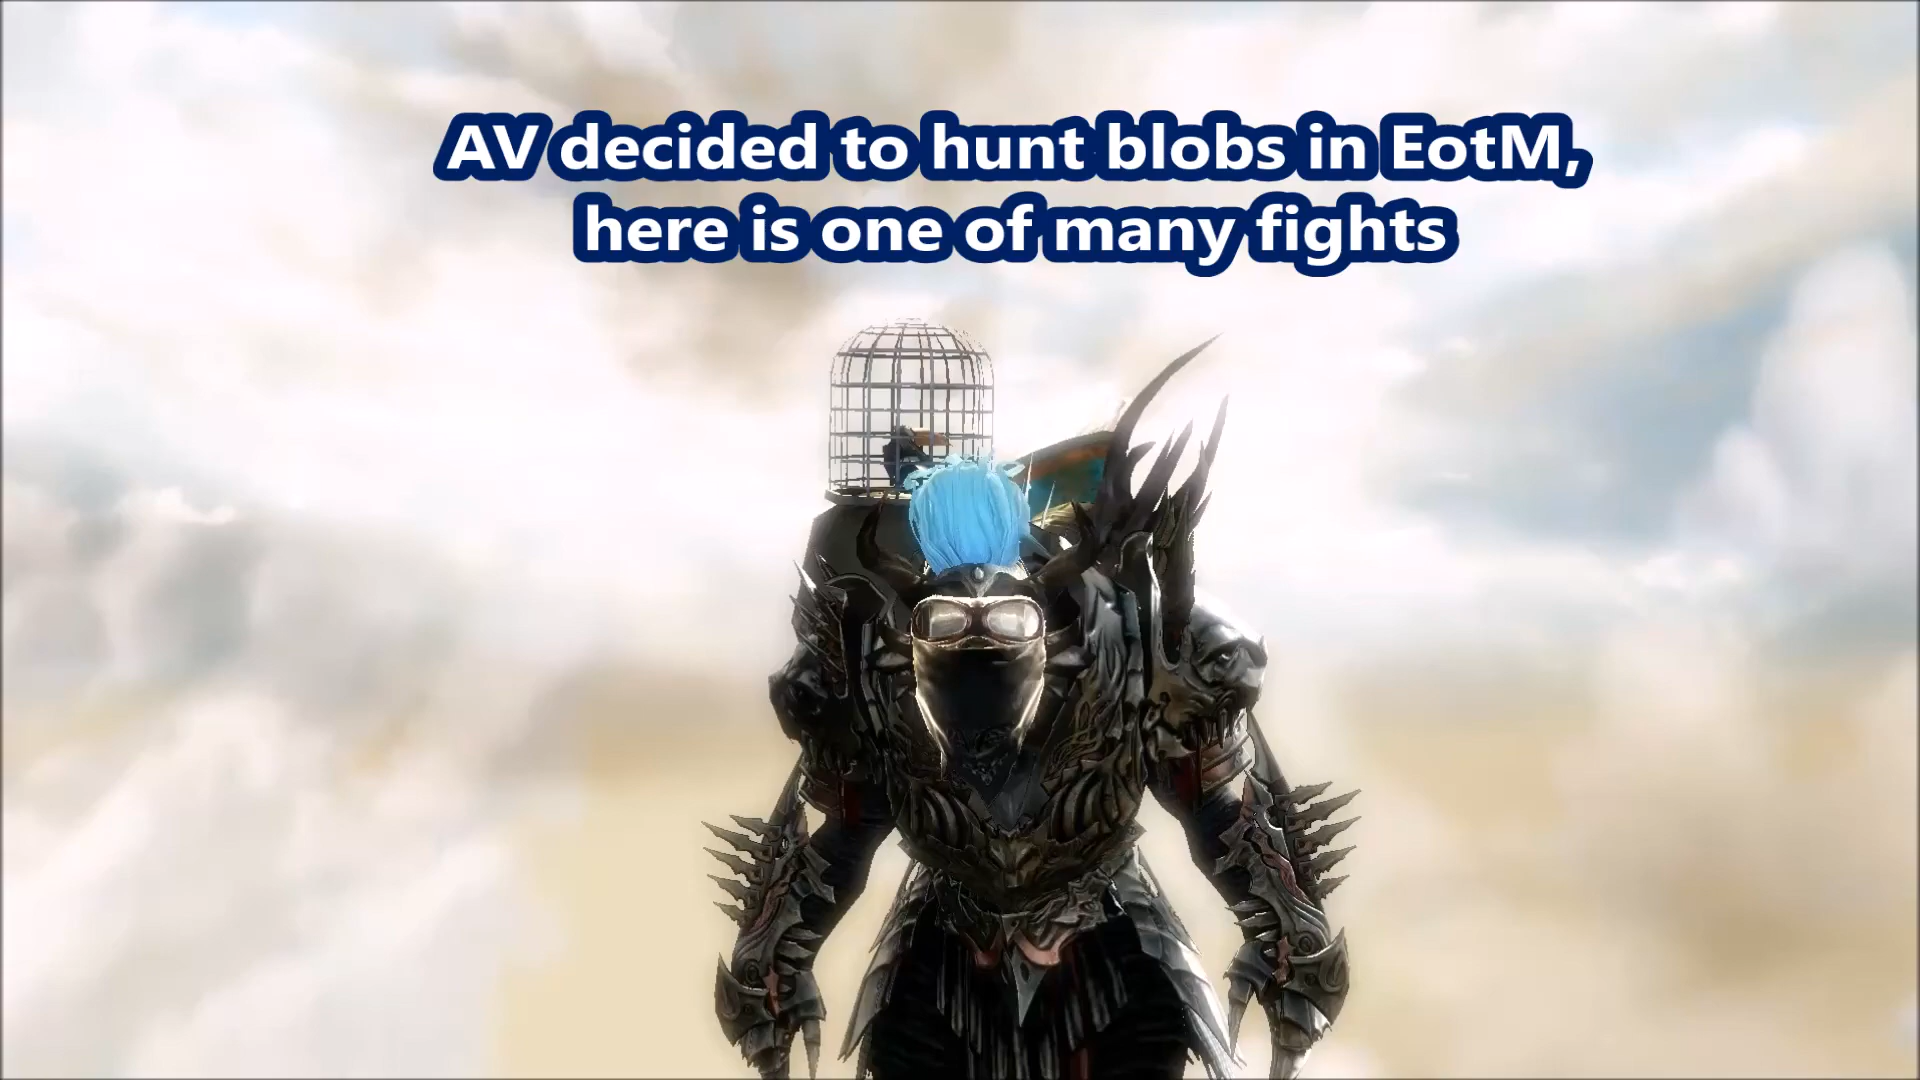 AV decided to hunt blobs in EotM,
here is one of many fights